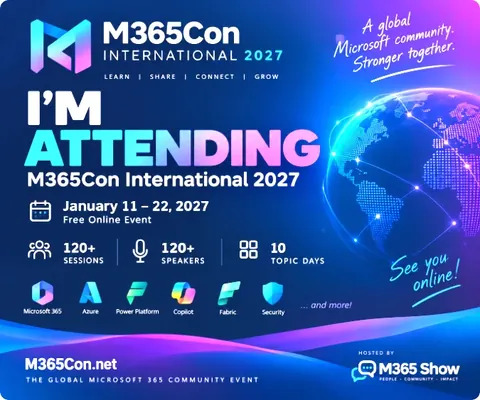 M365Con
INTERNATIONAL 2027
LEARN | SHARE | CONNECT | GROW
A global
Microsoft community.
Stronger together.
I'M
ATTENDING
M365Con International 2027
January 11 – 22, 2027
Free Online Event
120+
SESSIONS
120+
SPEAKERS
10
TOPIC DAYS
See you
online!
Microsoft 365
Azure
Power Platform
Copilot
Fabric
Security
... and more!
M365Con.net
THE GLOBAL MICROSOFT 365 COMMUNITY EVENT
HOSTED BY
M365 Show
PEOPLE • COMMUNITY • IMPACT